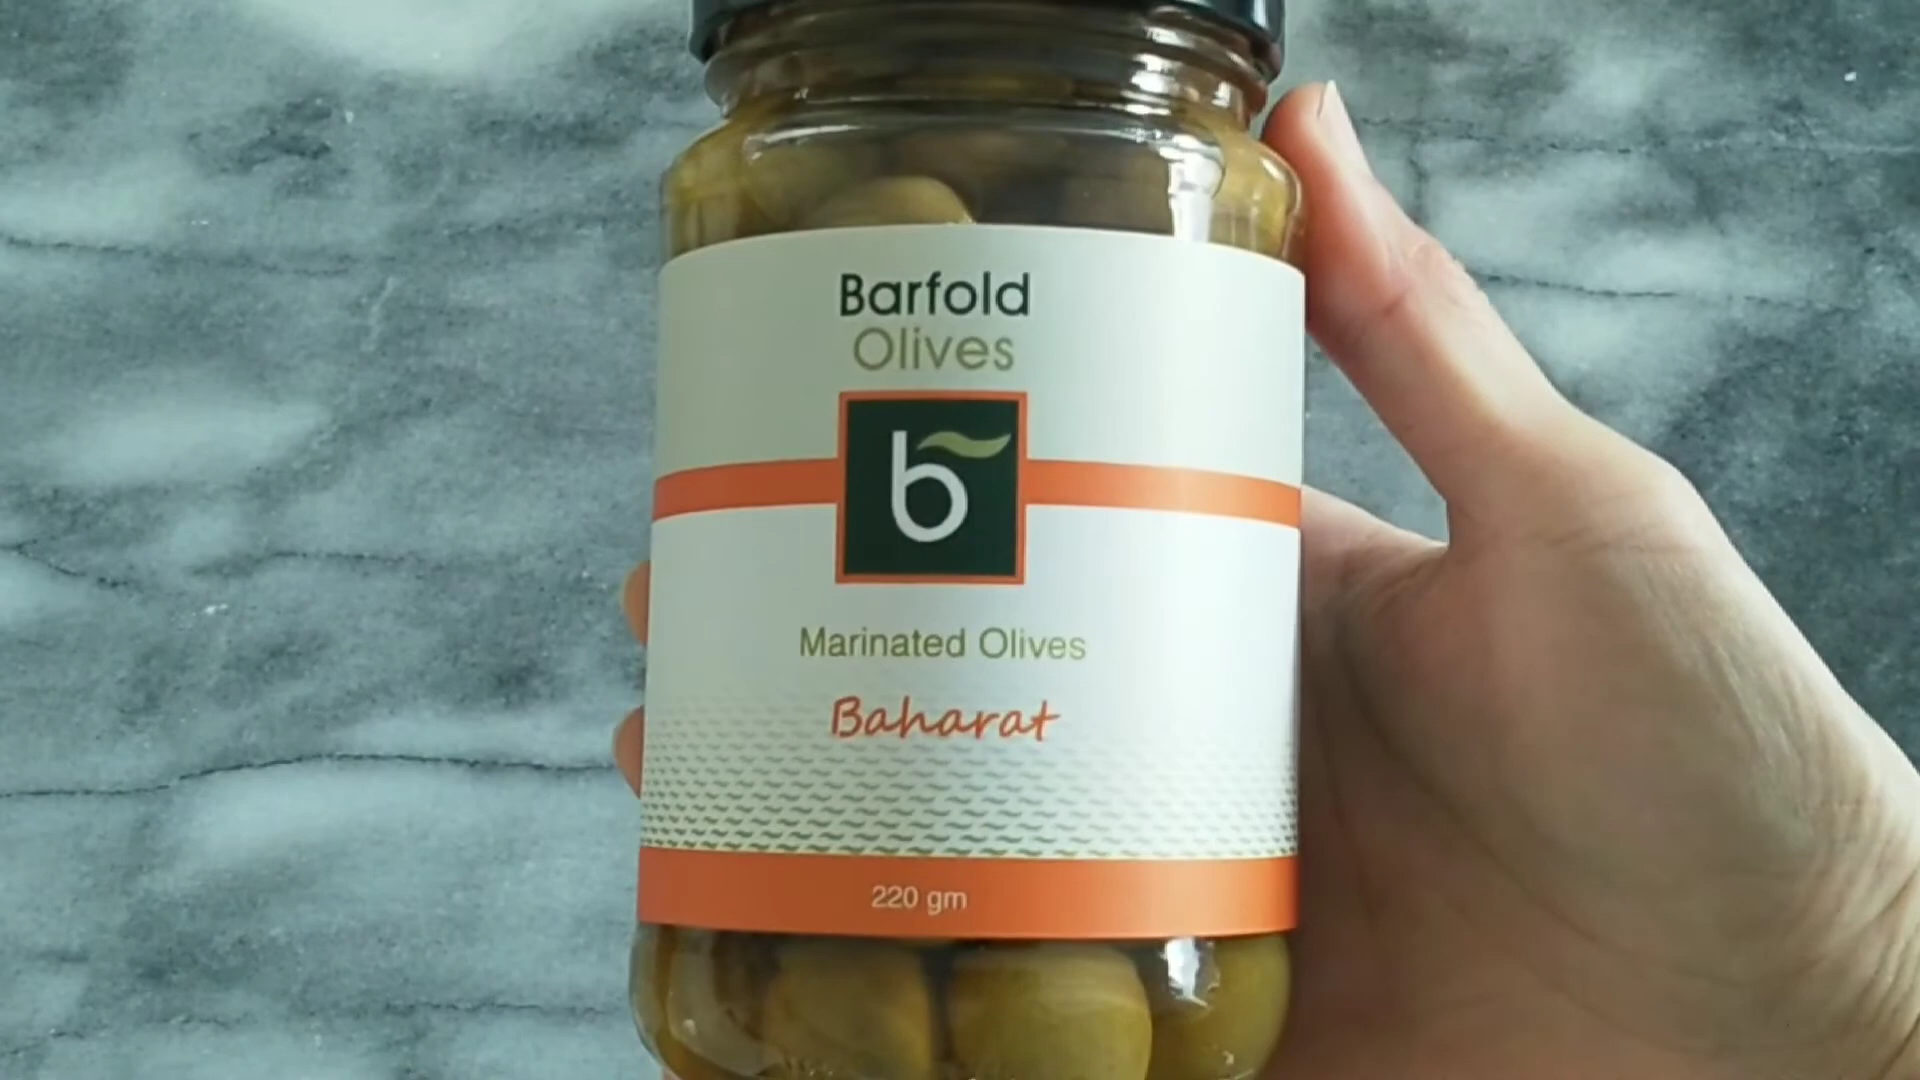 Barfold
Olives
b
Marinated Olives
Baharat
220 gm